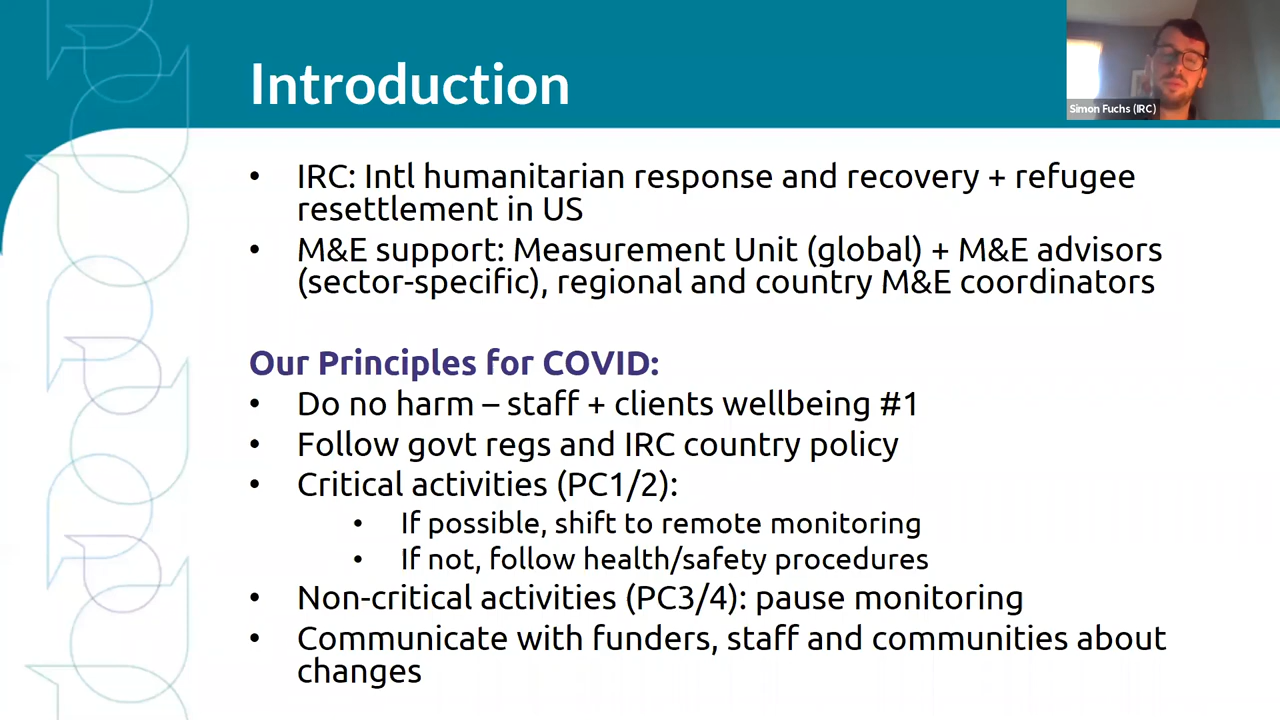 Introduction
Simon Fuchs (IRC)
• IRC: Intl humanitarian response and recovery + refugee
resettlement in US
• M&E support: Measurement Unit (global) + M&E advisors
(sector-specific), regional and country M&E coordinators
Our Principles for COVID:
• Do no harm – staff + clients wellbeing #1
• Follow govt regs and IRC country policy
• Critical activities (PC1/2):
• If possible, shift to remote monitoring
• If not, follow health/safety procedures
• Non-critical activities (PC3/4): pause monitoring
• Communicate with funders, staff and communities about
changes